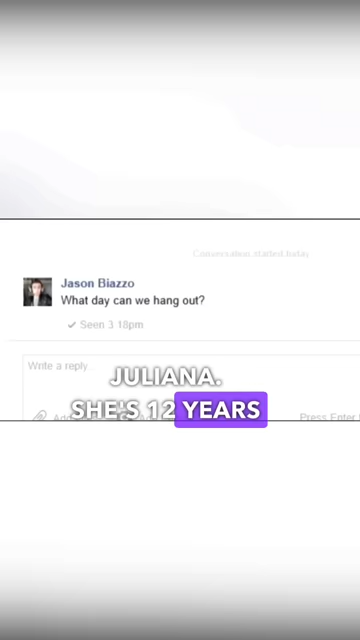 Conversation started today
Jason Biazzo
What day can we hang out?
✓ Seen 3 18pm
Write a reply...
JULIANA.
SHE'S 12 YEARS
Press Enter